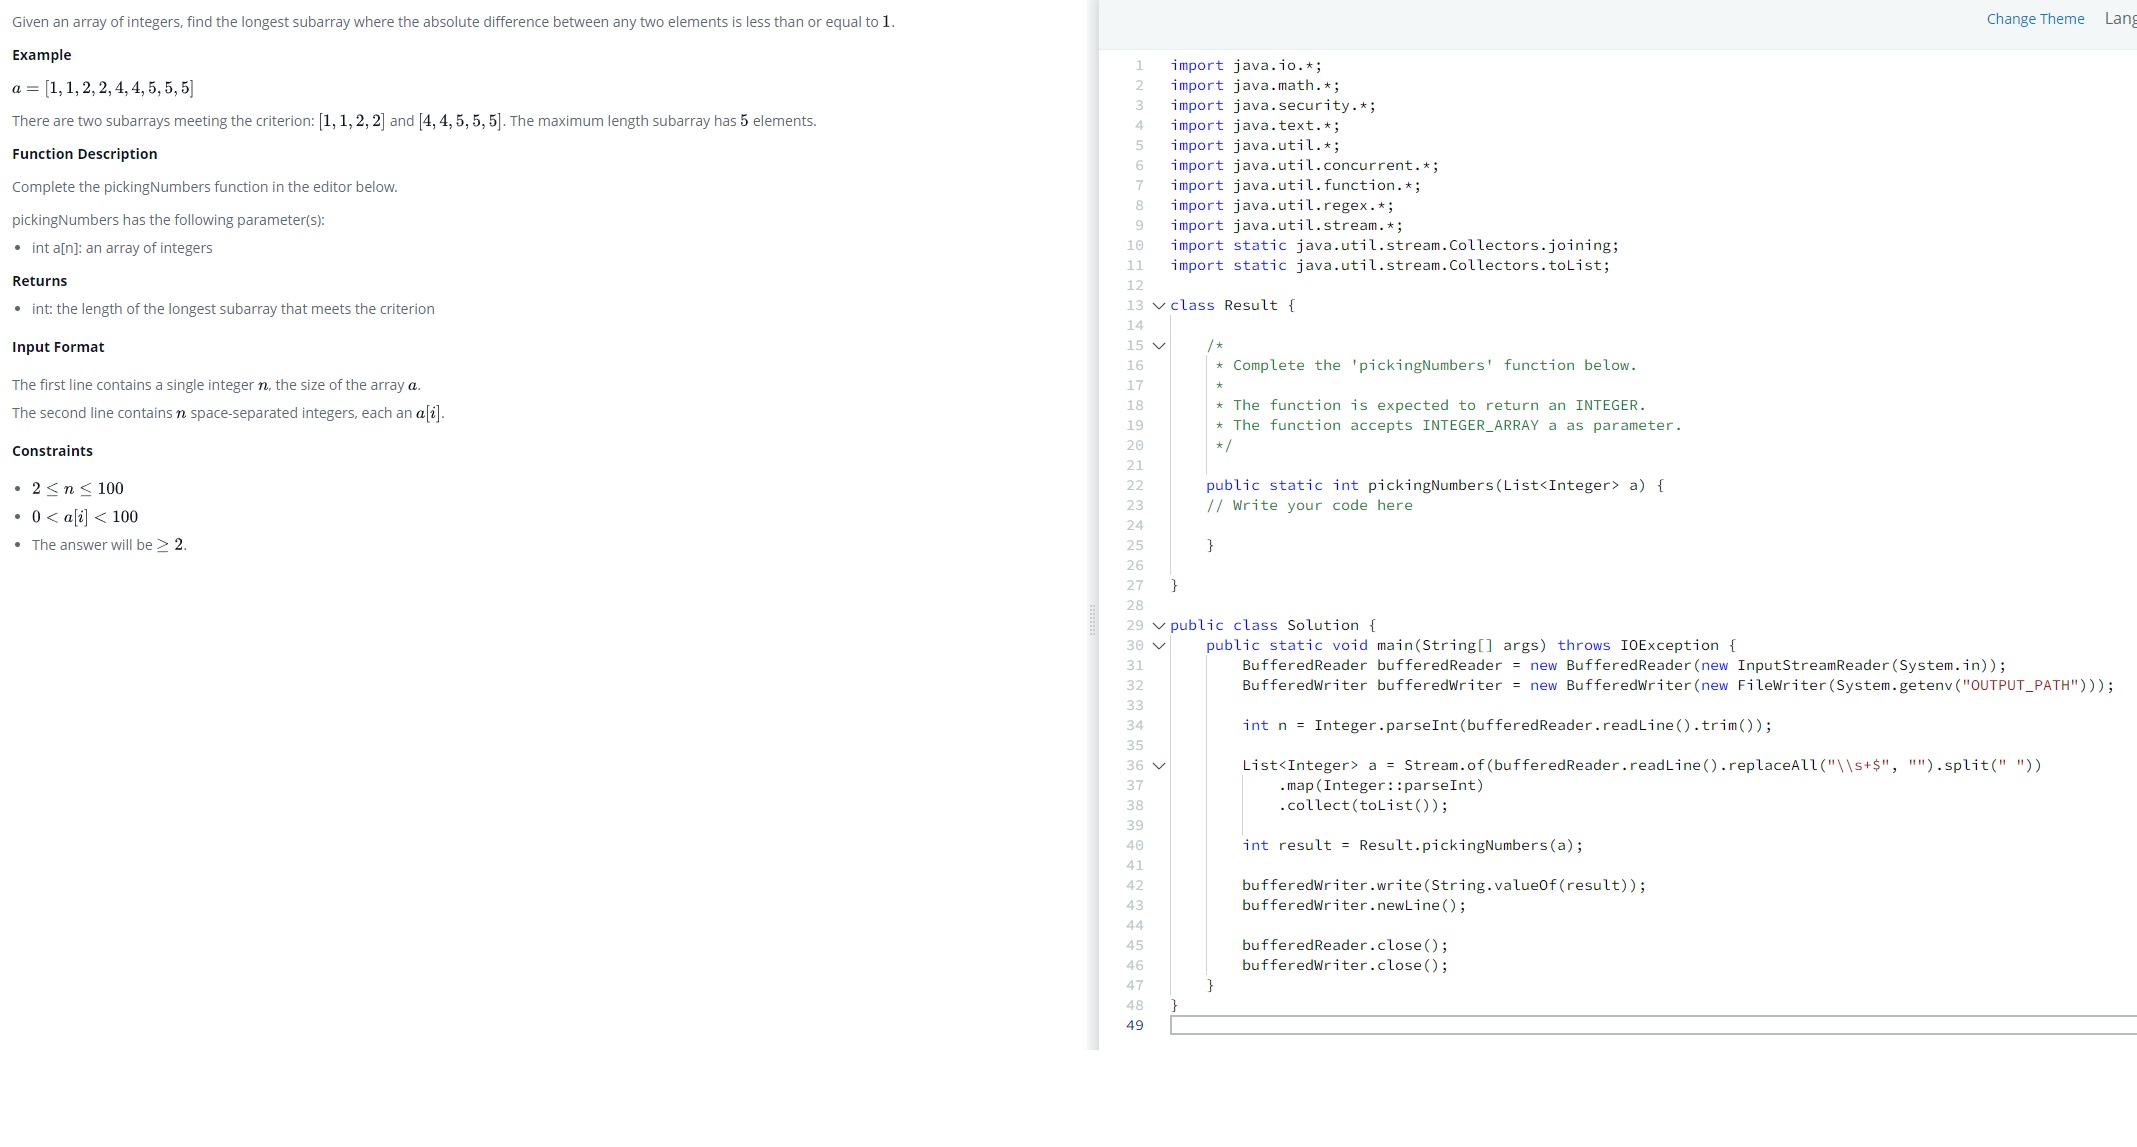 Given an array of integers, find the longest subarray where the absolute difference between any two elements is less than or equal to 1.
Example
a = [1, 1, 2, 2, 4, 4, 5, 5, 5]
There are two subarrays meeting the criterion: [1, 1, 2, 2] and [4, 4, 5, 5, 5]. The maximum length subarray has 5 elements.
Function Description
Complete the pickingNumbers function in the editor below.
pickingNumbers has the following parameter(s):
• int a[n]: an array of integers
Returns
• int: the length of the longest subarray that meets the criterion
Input Format
The first line contains a single integer n, the size of the array a.
The second line contains n space-separated integers, each an a[i].
Constraints
• 2 ≤ n ≤ 100
• 0 < a[i] < 100
• The answer will be ≥ 2.
Change Theme Lang
1 import java.io.*;
2 import java.math.*;
3 import java.security.*;
4 import java.text.*;
5 import java.util.*;
6 import java.util.concurrent.*;
7 import java.util.function.*;
8 import java.util.regex.*;
9 import java.util.stream.*;
10 import static java.util.stream.Collectors.joining;
11 import static java.util.stream.Collectors.toList;
12
13 class Result {
14
15 /*
16 * Complete the 'pickingNumbers' function below.
17 *
18 * The function is expected to return an INTEGER.
19 * The function accepts INTEGER_ARRAY a as parameter.
20 */
21
22 public static int pickingNumbers(List<Integer> a) {
23 // Write your code here
24
25 }
26
27 }
28
29 public class Solution {
30 public static void main(String[] args) throws IOException {
31 BufferedReader bufferedReader = new BufferedReader(new InputStreamReader(System.in));
32 BufferedWriter bufferedWriter = new BufferedWriter(new FileWriter(System.getenv("OUTPUT_PATH")));
33
34 int n = Integer.parseInt(bufferedReader.readLine().trim());
35
36 List<Integer> a = Stream.of(bufferedReader.readLine().replaceAll("\\s+$", "").split(" "))
37 .map(Integer::parseInt)
38 .collect(toList());
39
40 int result = Result.pickingNumbers(a);
41
42 bufferedWriter.write(String.valueOf(result));
43 bufferedWriter.newLine();
44
45 bufferedReader.close();
46 bufferedWriter.close();
47 }
48 }
49